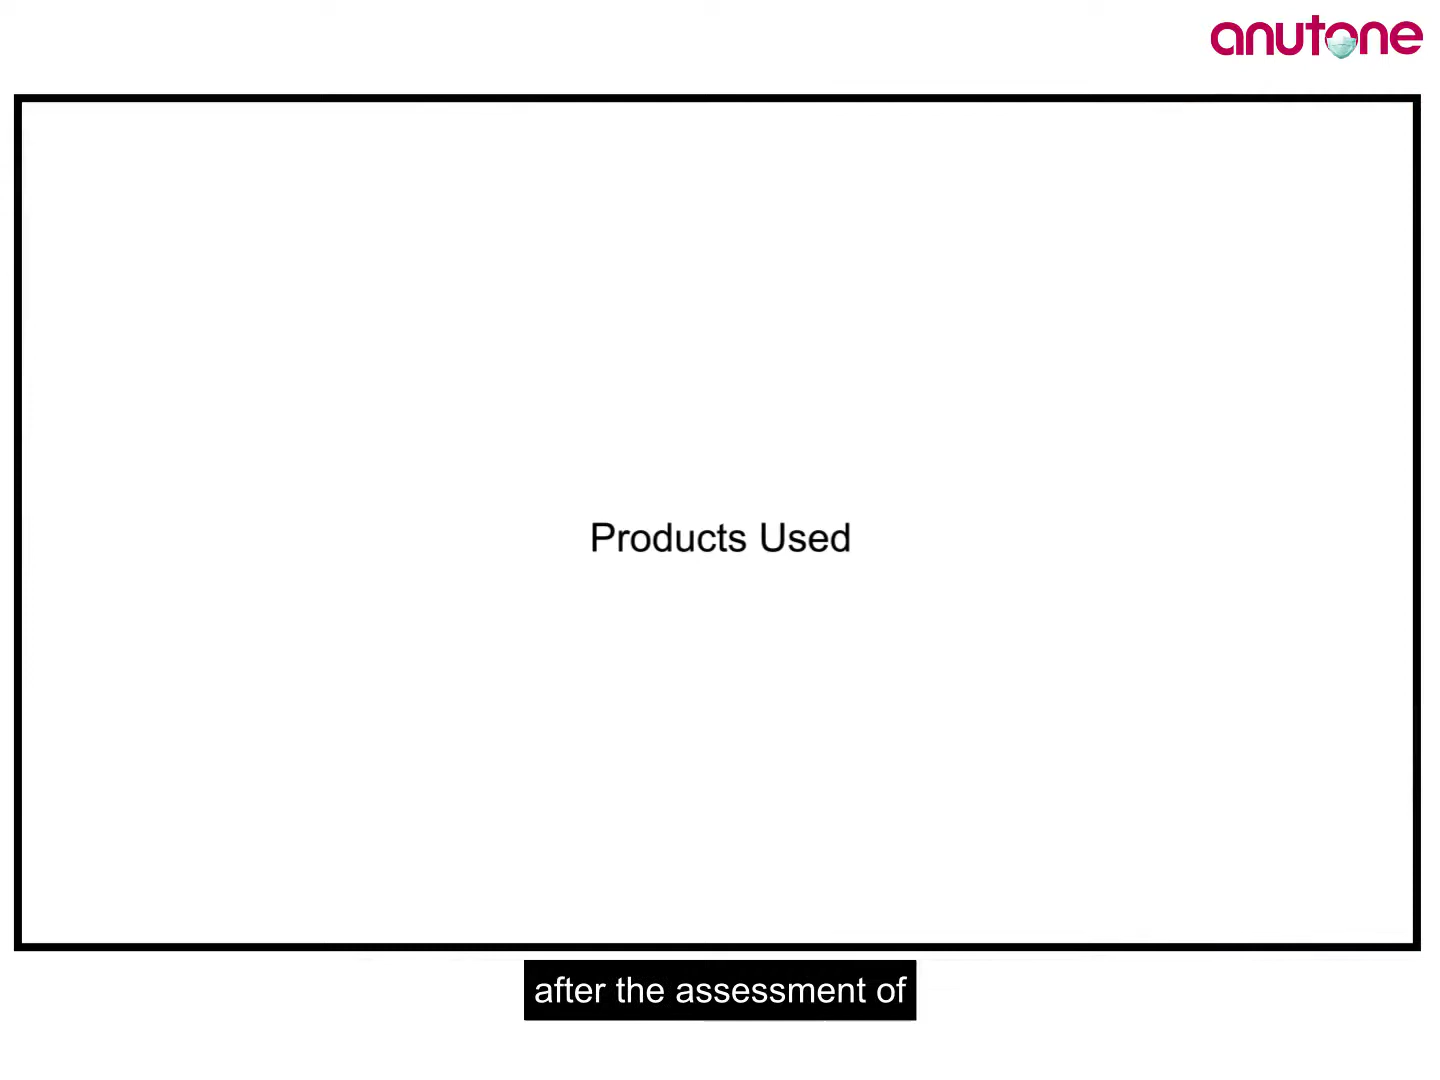 anutone
Products Used
after the assessment of